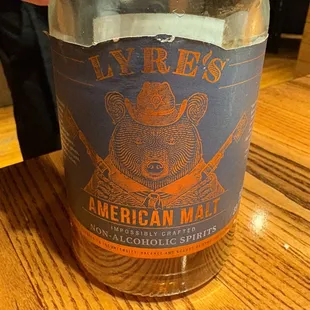 LYRE'S
AMERICAN MALT
IMPOSSIBLY CRAFTED
NON-ALCOHOLIC SPIRITS